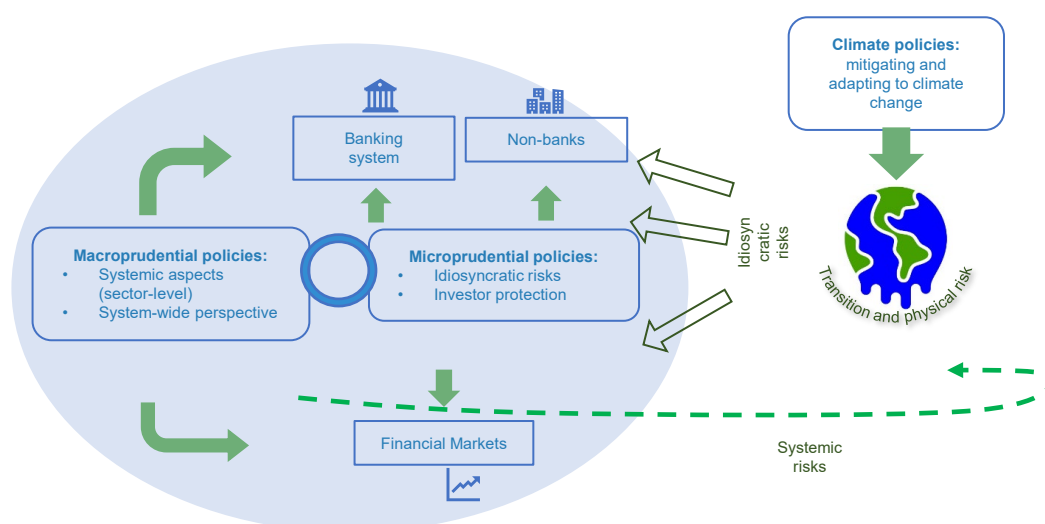 Climate policies:
mitigating and
adapting to climate
change
Banking
system
Non-banks
Macroprudential policies:
• Systemic aspects
(sector-level)
• System-wide perspective
Microprudential policies:
• Idiosyncratic risks
• Investor protection
Idiosyn
cratic
risks
Transition and physical risk
Financial Markets
Systemic
risks